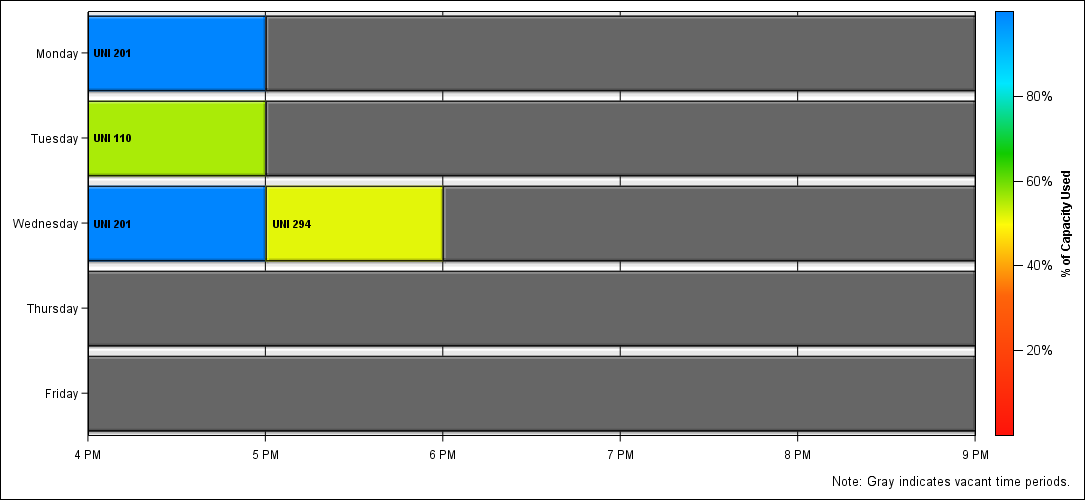 Monday
UNI 201
Tuesday
UNI 110
Wednesday
UNI 201
UNI 294
Thursday
Friday
4 PM
5 PM
6 PM
7 PM
8 PM
9 PM
80%
60%
40%
20%
% of Capacity Used
Note: Gray indicates vacant time periods.